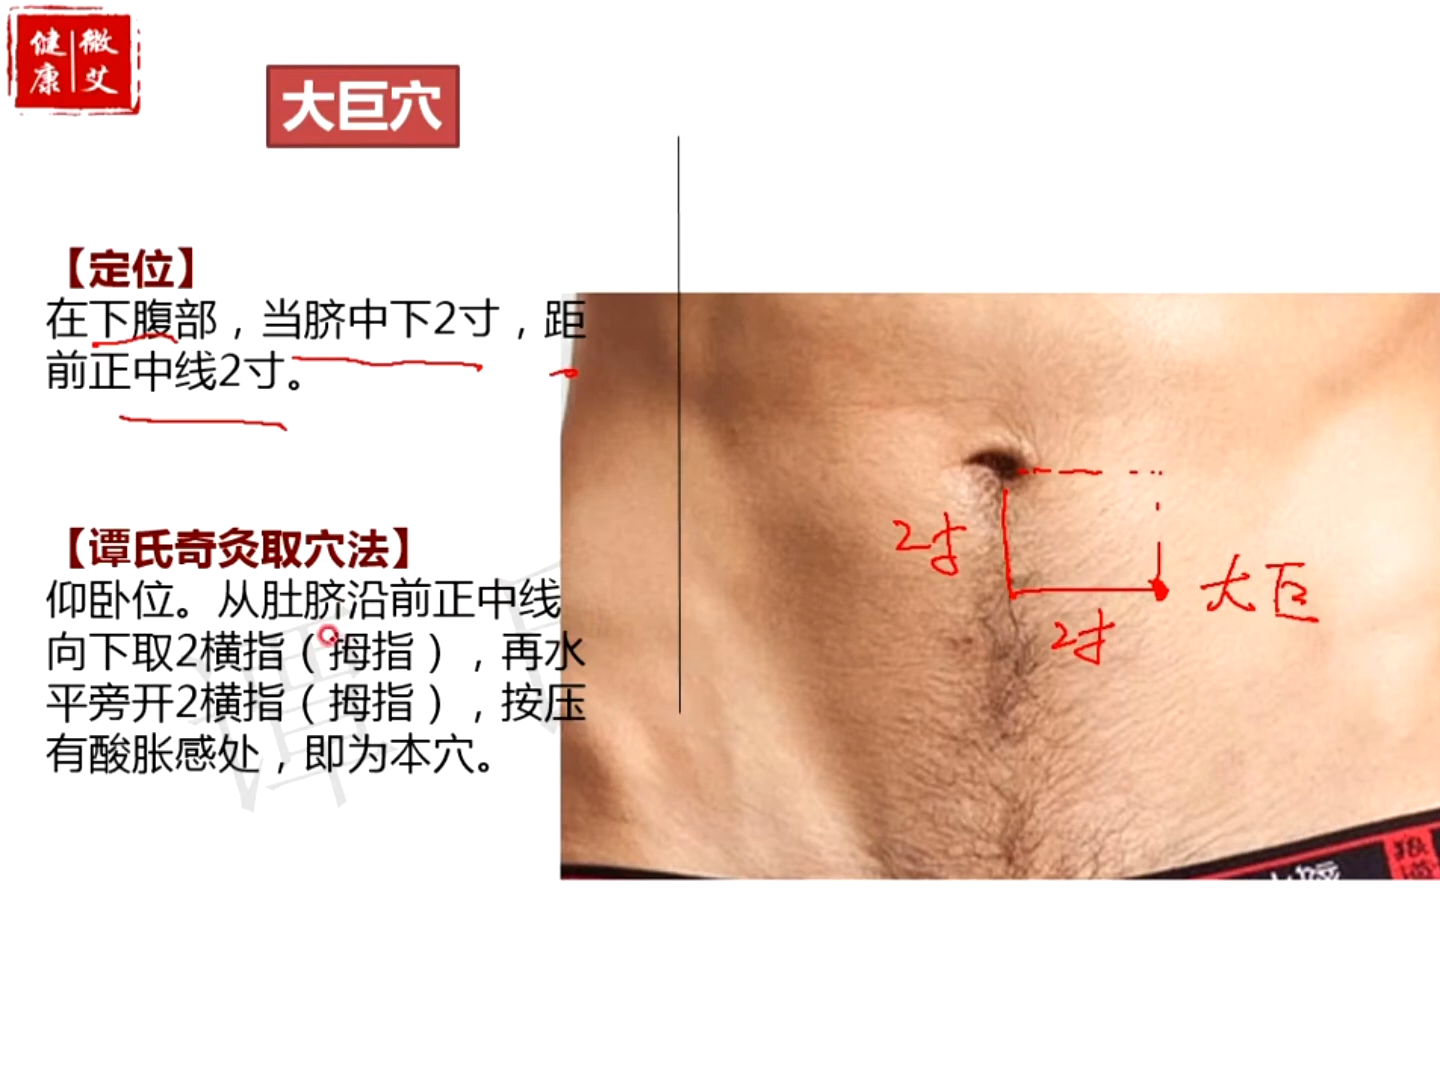 健微
康艾
大巨穴
【定位】
在下腹部，当脐中下2寸，距
前正中线2寸。
【谭氏奇灸取穴法】
仰卧位。从肚脐沿前正中线
向下取2横指（拇指），再水
平旁开2横指（拇指），按压
有酸胀感处，即为本穴。
谭
2寸
2寸
大巨